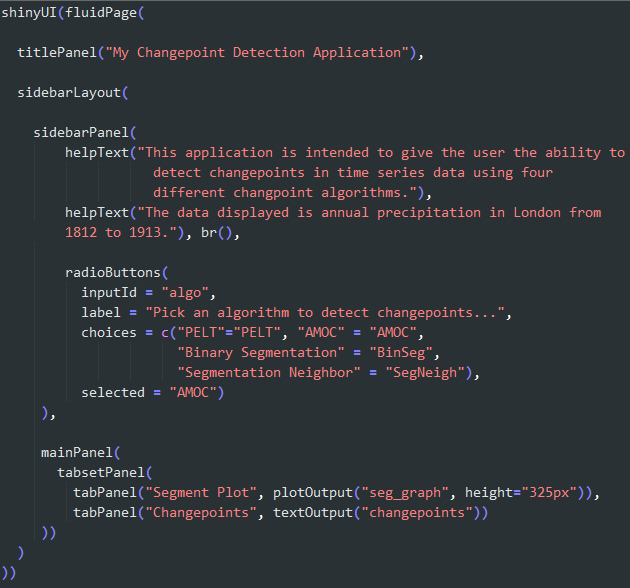 shinyUI(fluidPage(
titlePanel("My Changepoint Detection Application"),
sidebarLayout(
sidebarPanel(
helpText("This application is intended to give the user the ability to
detect changepoints in time series data using four
different changpoint algorithms."),
helpText("The data displayed is annual precipitation in London from
1812 to 1913."), br(),
radioButtons(
inputId = "algo",
label = "Pick an algorithm to detect changepoints...",
choices = c("PELT"="PELT", "AMOC" = "AMOC",
"Binary Segmentation" = "BinSeg",
"Segmentation Neighbor" = "SegNeigh"),
selected = "AMOC")
),
mainPanel(
tabsetPanel(
tabPanel("Segment Plot", plotOutput("seg_graph", height="325px")),
tabPanel("Changepoints", textOutput("changepoints"))
))
)
))